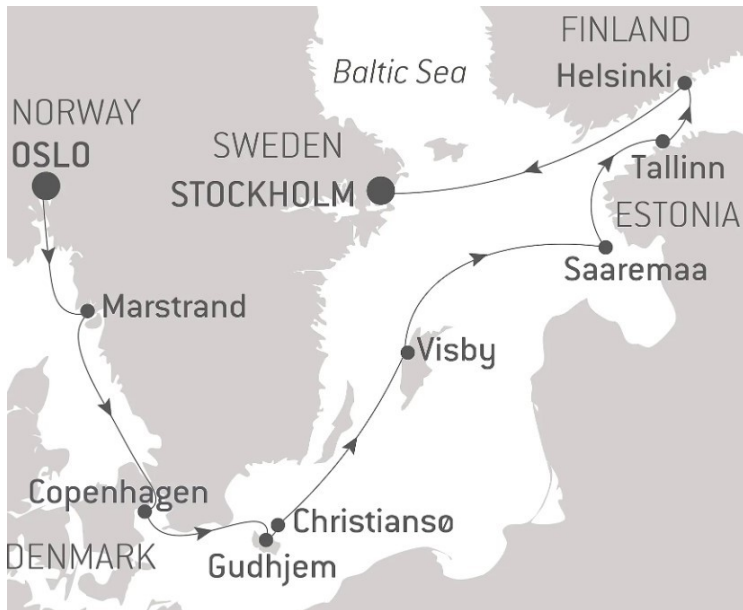 FINLAND
Baltic Sea
Helsinki
NORWAY
OSLO
SWEDEN
STOCKHOLM
Tallinn
ESTONIA
Saaremaa
Marstrand
Visby
Copenhagen
Christiansø
DENMARK
Gudhjem